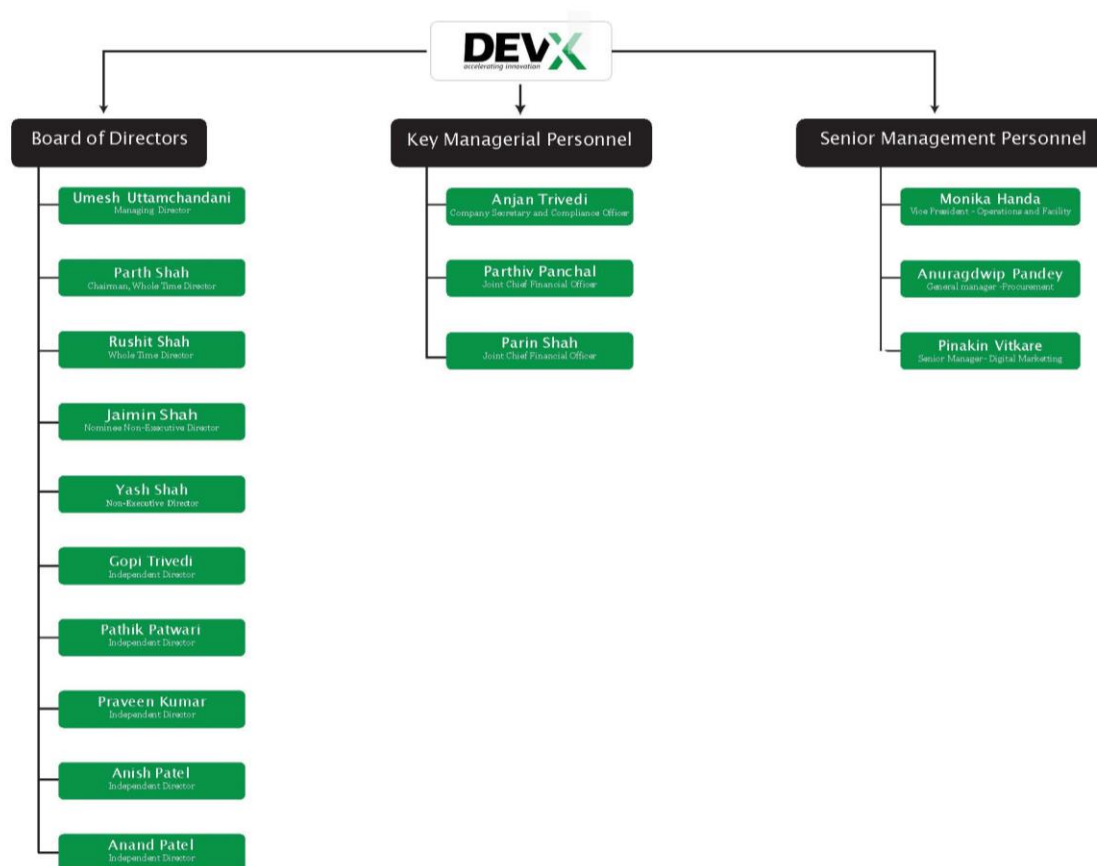 DEVX
accelerating innovation
Board of Directors
Umesh Uttamchandani
Managing Director
Parth Shah
Chairman, Whole Time Director
Rushit Shah
Whole Time Director
Jaimin Shah
Nominee Non-Executive Director
Yash Shah
Non-Executive Director
Gopi Trivedi
Independent Director
Pathik Patwari
Independent Director
Praveen Kumar
Independent Director
Anish Patel
Independent Director
Anand Patel
Independent Director
Key Managerial Personnel
Anjan Trivedi
Company Secretary and Compliance Officer
Parthiv Panchal
Joint Chief Financial Officer
Parin Shah
Joint Chief Financial Officer
Senior Management Personnel
Monika Handa
Vice President - Operations and Facility
Anuragdwip Pandey
General manager -Procurement
Pinakin Vitkare
Senior Manager- Digital Marketting